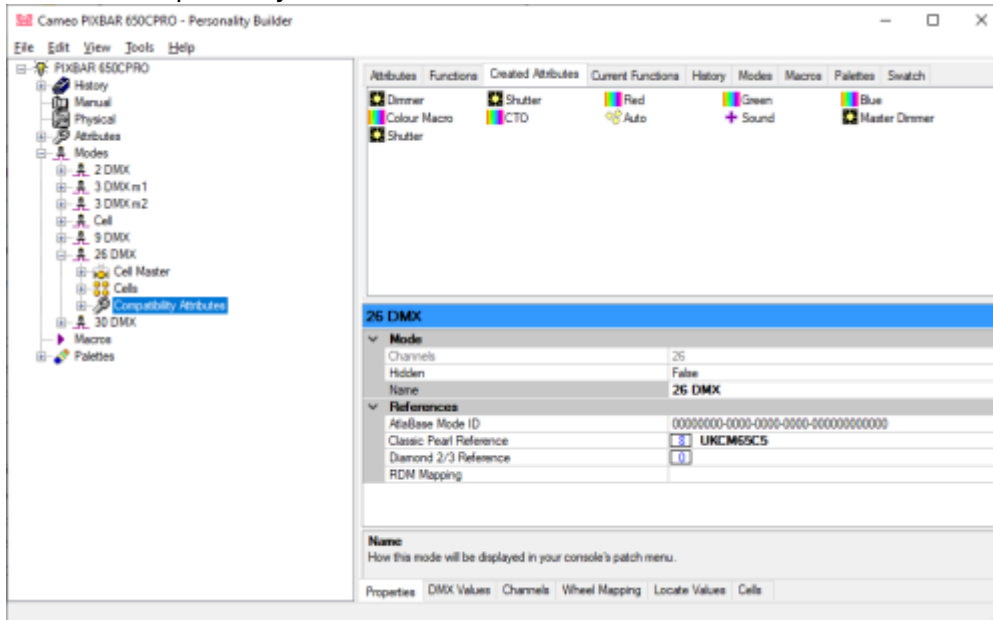 Cameo PIXBAR 650CPRO - Personality Builder
File Edit View Tools Help
PIXBAR 650CPRO
History
Manual
Physical
Attributes
Modes
2 DMX
3 DMX m1
3 DMX m2
Cell
9 DMX
26 DMX
Cell Master
Cells
Compatibility Attributes
30 DMX
Macros
Palettes
Attributes Functions Created Attributes Current Functions History Modes Macros Palettes Swatch
Dimmer Shutter Red Green Blue
Colour Macro CTO Auto Sound Master Dimmer
Shutter
26 DMX
Mode
Channels 26
Hidden False
Name 26 DMX
References
AtlaBase Mode ID 00000000-0000-0000-0000-000000000000
Classic Pearl Reference 8 UKCM65C5
Diamond 2/3 Reference 0
RDM Mapping
Name
How this mode will be displayed in your console's patch menu.
Properties DMX Values Channels Wheel Mapping Locate Values Cells